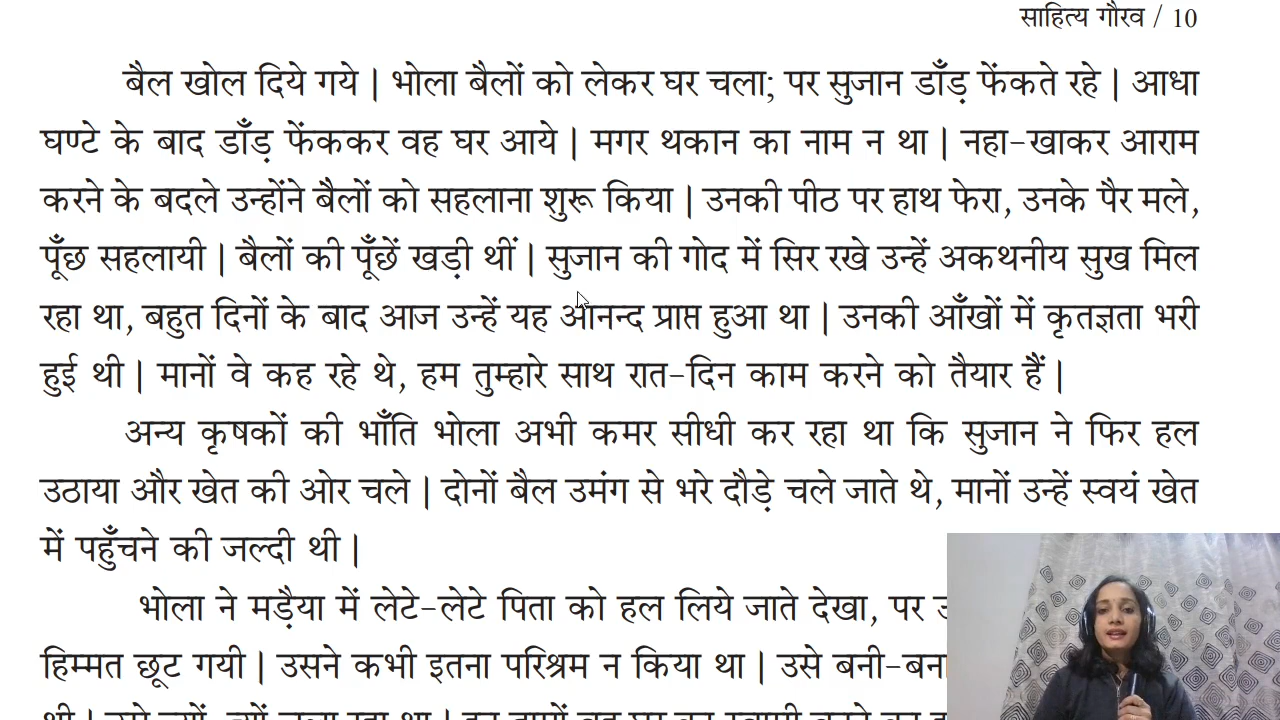 साहित्य गौरव / 10
बैल खोल दिये गये | भोला बैलों को लेकर घर चला; पर सुजान डाँड़ फेंकते रहे | आधा
घण्टे के बाद डाँड़ फेंककर वह घर आये | मगर थकान का नाम न था | नहा-खाकर आराम
करने के बदले उन्होंने बैलों को सहलाना शुरू किया | उनकी पीठ पर हाथ फेरा, उनके पैर मले,
पूँछ सहलायी | बैलों की पूँछें खड़ी थीं | सुजान की गोद में सिर रखे उन्हें अकथनीय सुख मिल
रहा था, बहुत दिनों के बाद आज उन्हें यह आनन्द प्राप्त हुआ था | उनकी आँखों में कृतज्ञता भरी
हुई थी | मानों वे कह रहे थे, हम तुम्हारे साथ रात-दिन काम करने को तैयार हैं |
अन्य कृषकों की भाँति भोला अभी कमर सीधी कर रहा था कि सुजान ने फिर हल
उठाया और खेत की ओर चले | दोनों बैल उमंग से भरे दौड़े चले जाते थे, मानों उन्हें स्वयं खेत
में पहुँचने की जल्दी थी |
भोला ने मड़ैया में लेटे-लेटे पिता को हल लिये जाते देखा, पर
हिम्मत छूट गयी | उसने कभी इतना परिश्रम न किया था | उसे बनी-बना